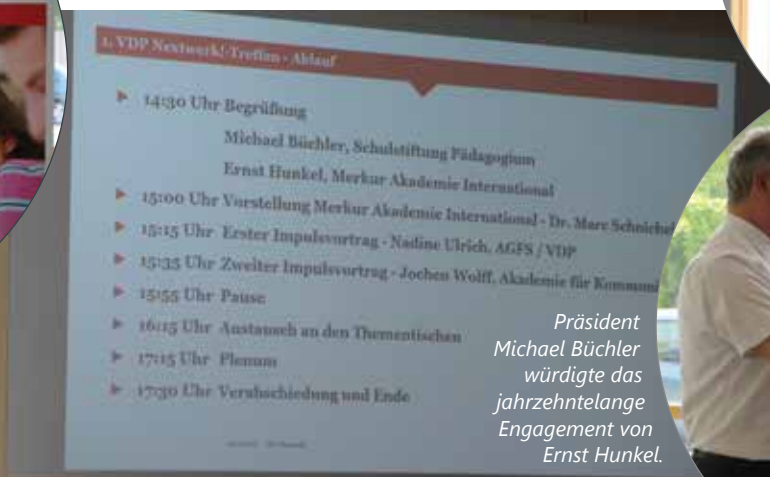 1. VDP Nextwerk!-Treffen - Ablauf
14:30 Uhr Begrüßung
Michael Büchler, Schulstiftung Pädagogium
Ernst Hunkel, Merkur Akademie International
15:00 Uhr Vorstellung Merkur Akademie International - Dr. Marc
15:15 Uhr Erster Impulsvortrag - Nadine Ulrich, AGFS / VDP
15:35 Uhr Zweiter Impulsvortrag - Jochen Wolff, Akademie für
15:55 Uhr Pause
16:15 Uhr Austausch an den Thementischen
17:15 Uhr Plenum
17:30 Uhr Verabschiedung und Ende
Präsident
Michael Büchler
würdigte das
jahrzehntelange
Engagement von
Ernst Hunkel.